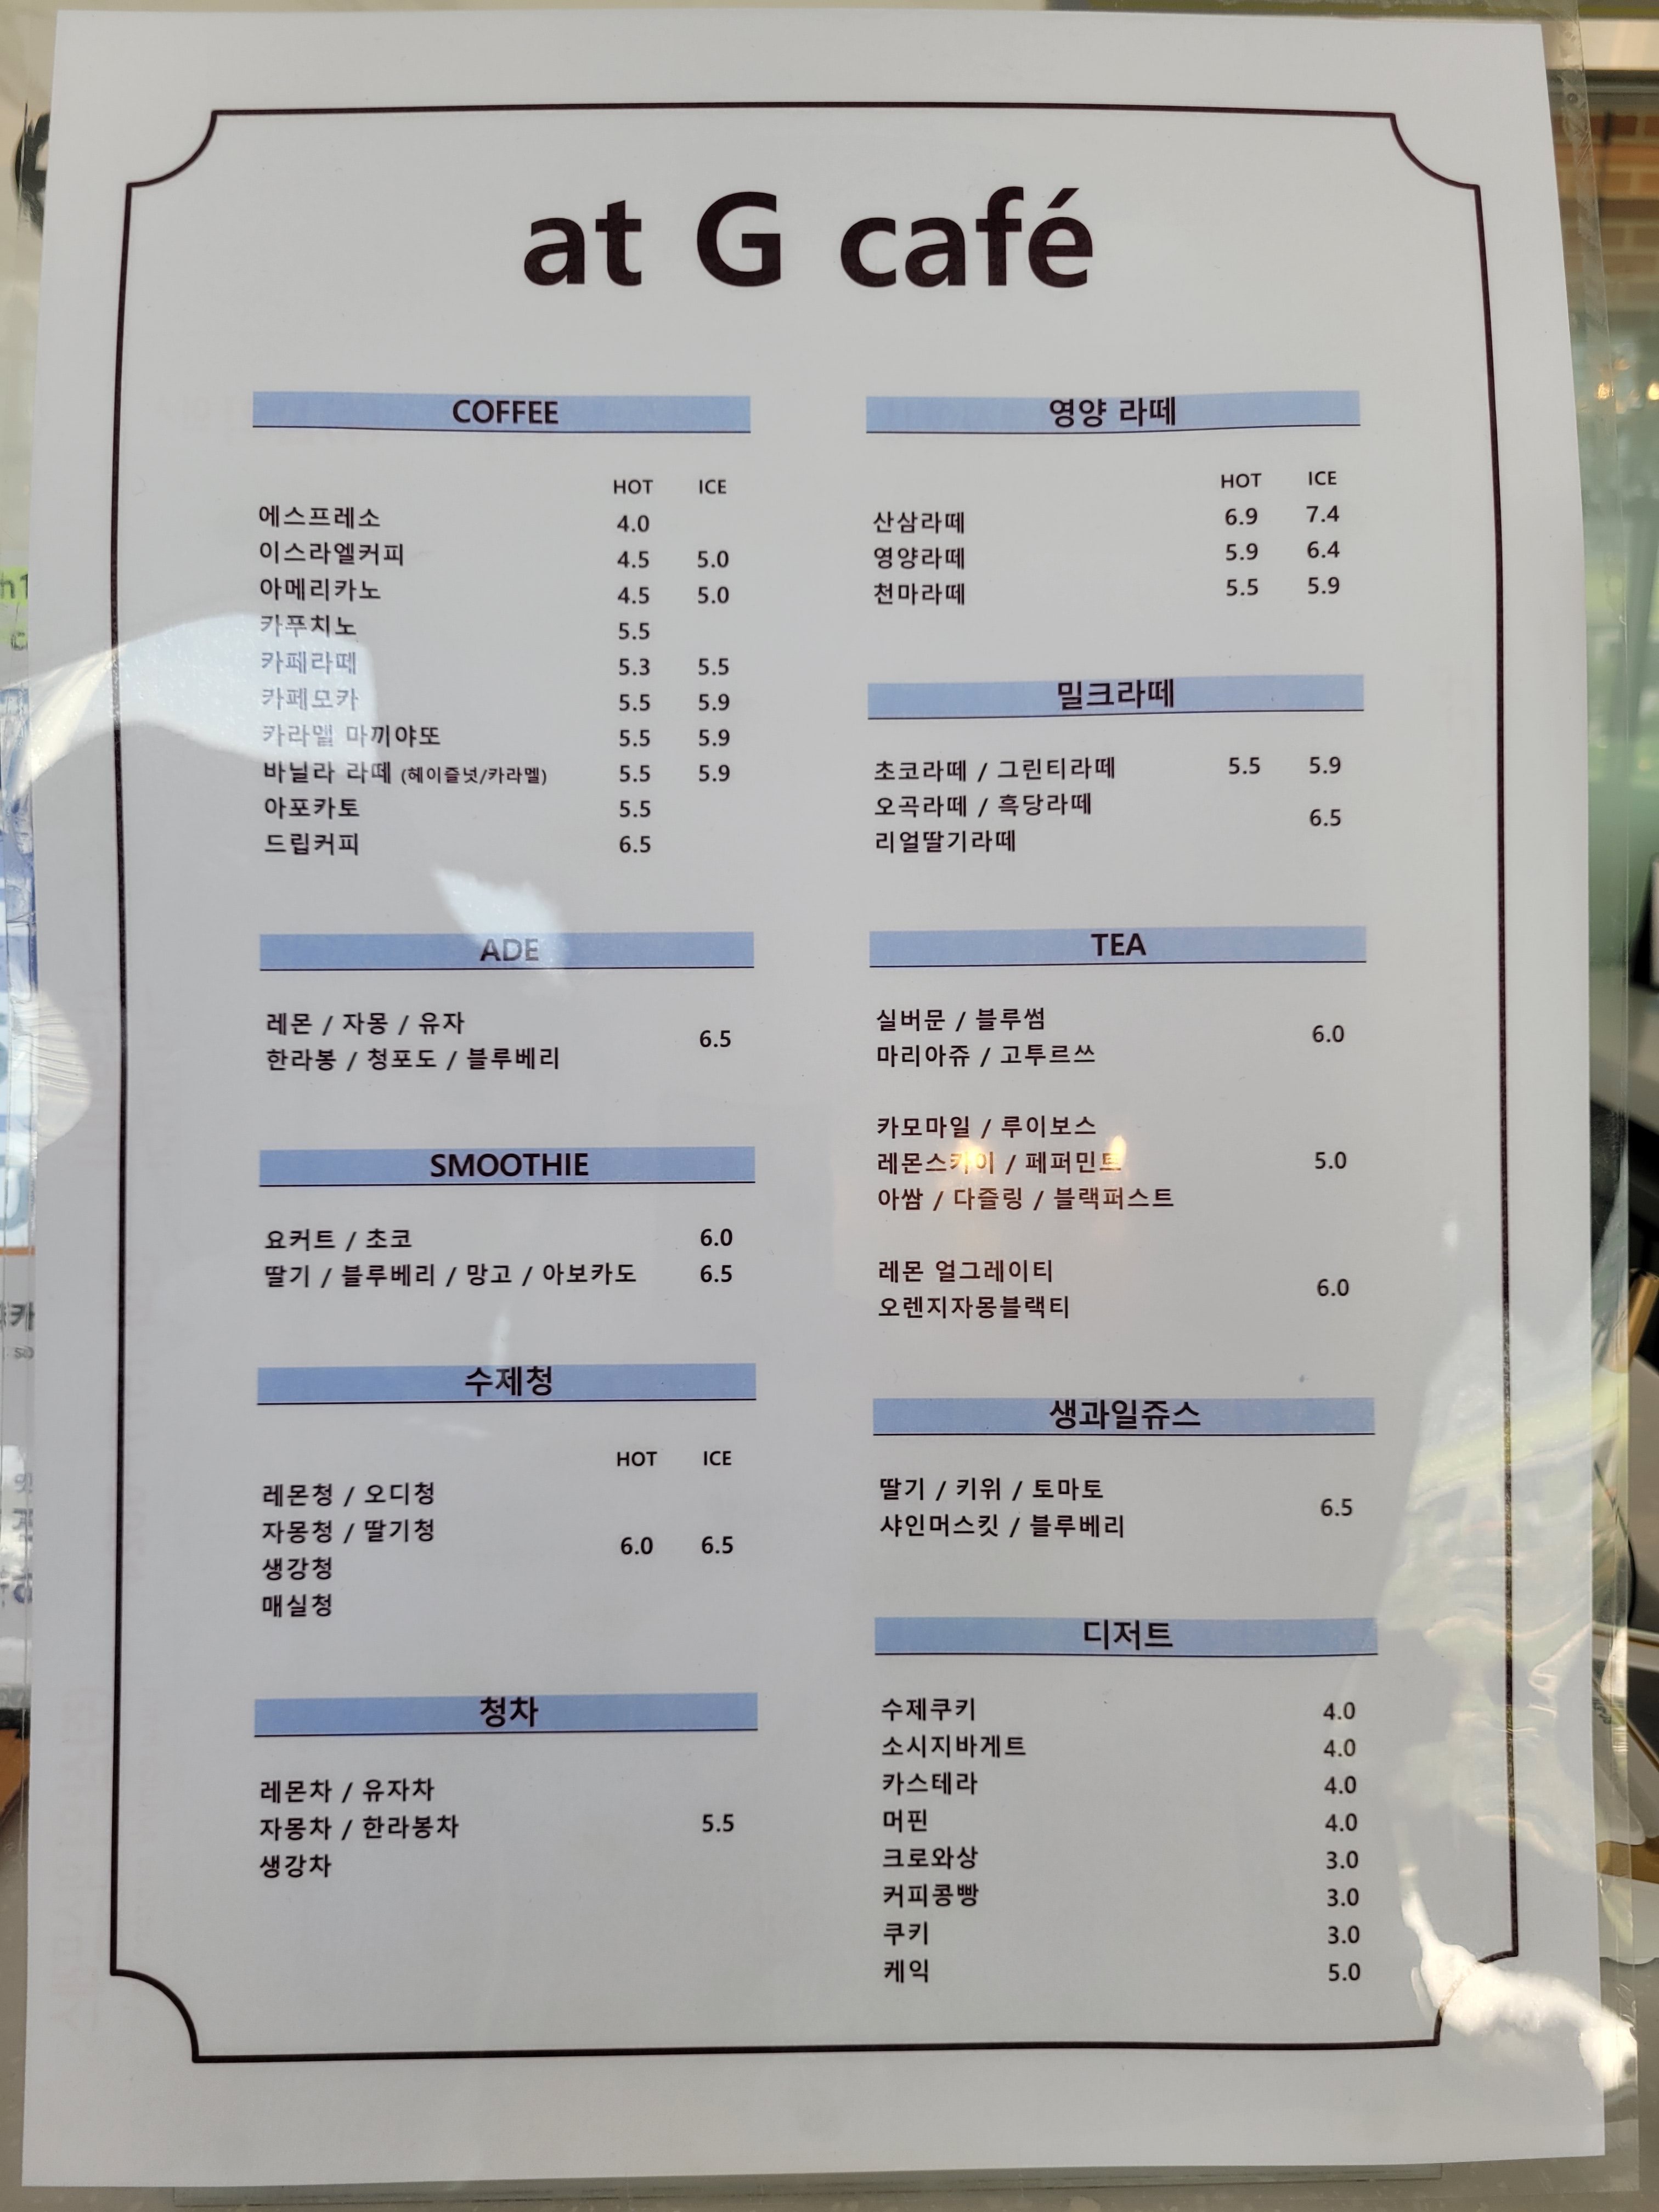 at G café
COFFEE
HOT ICE
에스프레소 4.0
이스라엘커피 4.5 5.0
아메리카노 4.5 5.0
카푸치노 5.5
카페라떼 5.3 5.5
카페모카 5.5 5.9
카라멜 마끼야또 5.5 5.9
바닐라 라떼 (헤이즐넛/카라멜) 5.5 5.9
아포카토 5.5
드립커피 6.5
ADE
레몬 / 자몽 / 유자
한라봉 / 청포도 / 블루베리
6.5
SMOOTHIE
요커트 / 초코 6.0
딸기 / 블루베리 / 망고 / 아보카도 6.5
수제청
HOT ICE
레몬청 / 오디청
자몽청 / 딸기청
6.0 6.5
생강청
매실청
청차
레몬차 / 유자차
자몽차 / 한라봉차 5.5
생강차
영양 라떼
HOT ICE
산삼라떼 6.9 7.4
영양라떼 5.9 6.4
천마라떼 5.5 5.9
밀크라떼
초코라떼 / 그린티라떼 5.5 5.9
오곡라떼 / 흑당라떼
6.5
리얼딸기라떼
TEA
실버문 / 블루썸
6.0
마리아쥬 / 고투르쓰
카모마일 / 루이보스
레몬스카이 / 페퍼민트 5.0
아쌈 / 다즐링 / 블랙퍼스트
레몬 얼그레이티
6.0
오렌지자몽블랙티
생과일쥬스
딸기 / 키위 / 토마토
6.5
샤인머스킷 / 블루베리
디저트
수제쿠키 4.0
소시지바게트 4.0
카스테라 4.0
머핀 4.0
크로와상 3.0
커피콩빵 3.0
쿠키 3.0
케익 5.0